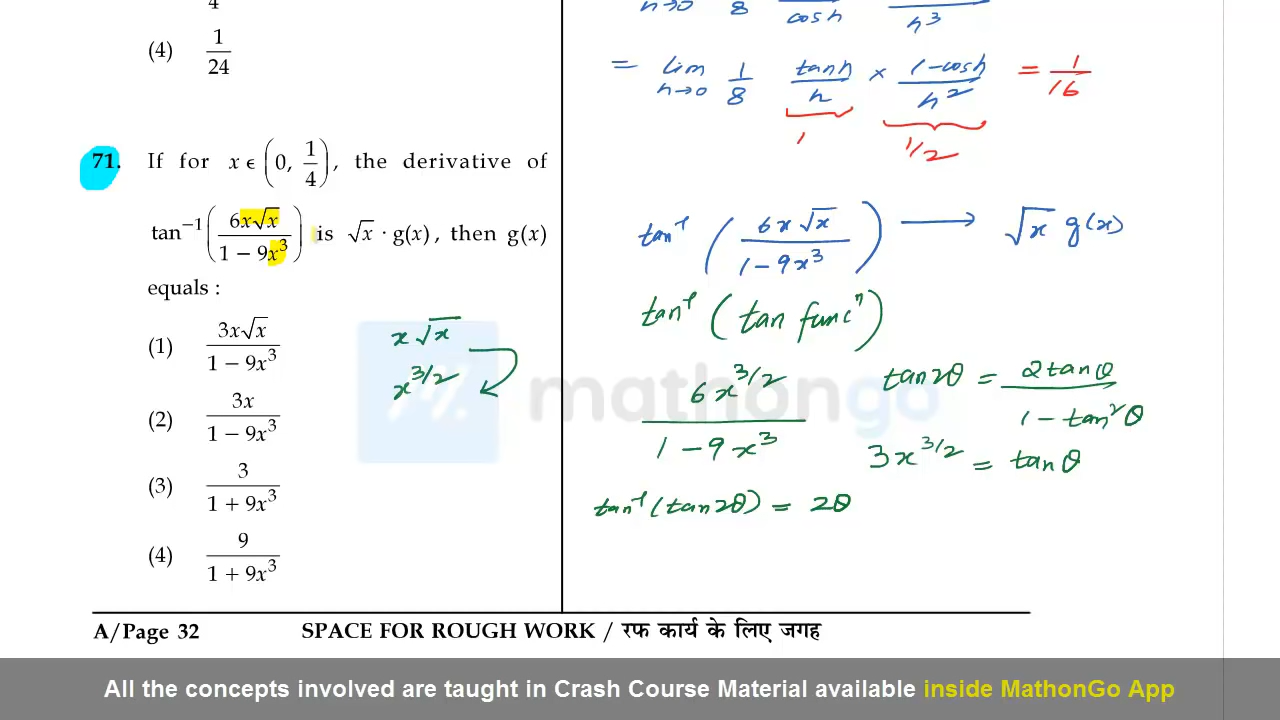 4
(4) 1/24
71. If for x ∈ (0, 1/4), the derivative of
tan⁻¹ (6x√x / 1 − 9x³) is √x · g(x), then g(x)
equals :
(1) 3x√x / 1 − 9x³
(2) 3x / 1 − 9x³
(3) 3 / 1 + 9x³
(4) 9 / 1 + 9x³
x√x
x^3/2
h→0 8 cosh h³
= lim h→0 1/8 tanh/h × 1−cosh/h² = 1/16
1 1/2
tan⁻¹ (6x√x / 1−9x³) ⟶ √x g(x)
tan⁻¹ (tan funcⁿ)
6x^3/2 / 1−9x³
tan2θ = 2tanθ / 1−tan²θ
3x^3/2 = tanθ
tan⁻¹(tan2θ) = 2θ
mathongo
A/Page 32 SPACE FOR ROUGH WORK / रफ कार्य के लिए जगह
All the concepts involved are taught in Crash Course Material available inside MathonGo App